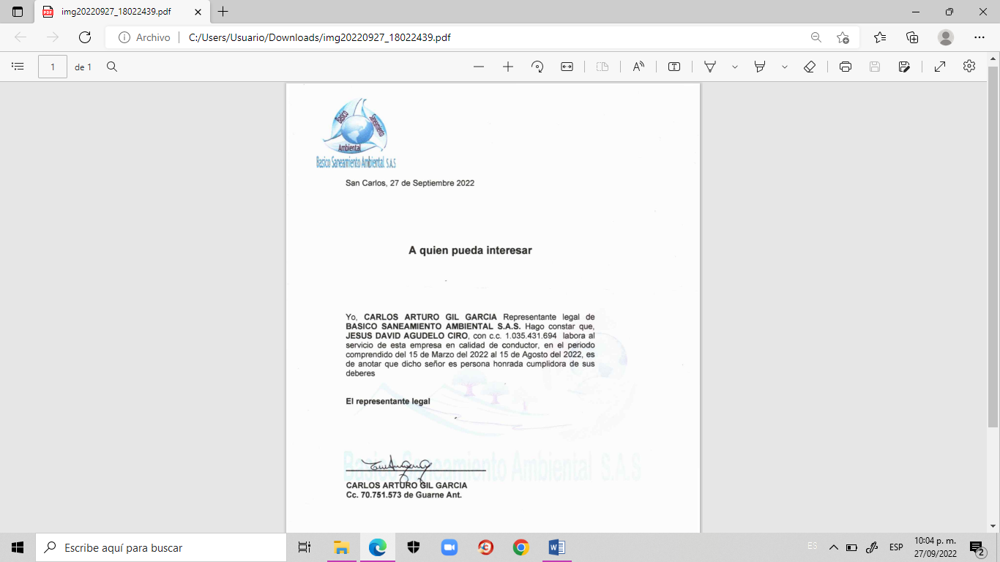 img20220927_18022439.pdf
Archivo
C:/Users/Usuario/Downloads/img20220927_18022439.pdf
1
de 1
Basico
Saneamiento
Ambiental
Basico Saneamiento Ambiental S.A.S
San Carlos, 27 de Septiembre 2022
A quien pueda interesar
Yo, CARLOS ARTURO GIL GARCIA Representante legal de
BASICO SANEAMIENTO AMBIENTAL S.A.S. Hago constar que,
JESUS DAVID AGUDELO CIRO, con c.c. 1.035.431.694 labora al
servicio de esta empresa en calidad de conductor, en el periodo
comprendido del 15 de Marzo del 2022 al 15 de Agosto del 2022, es
de anotar que dicho señor es persona honrada cumplidora de sus
deberes
El representante legal
Basico Saneamiento Ambiental S.A.S
CARLOS ARTURO GIL GARCIA
Cc. 70.751.573 de Guarne Ant.
Escribe aquí para buscar
ES
ESP
10:04 p. m.
27/09/2022
2